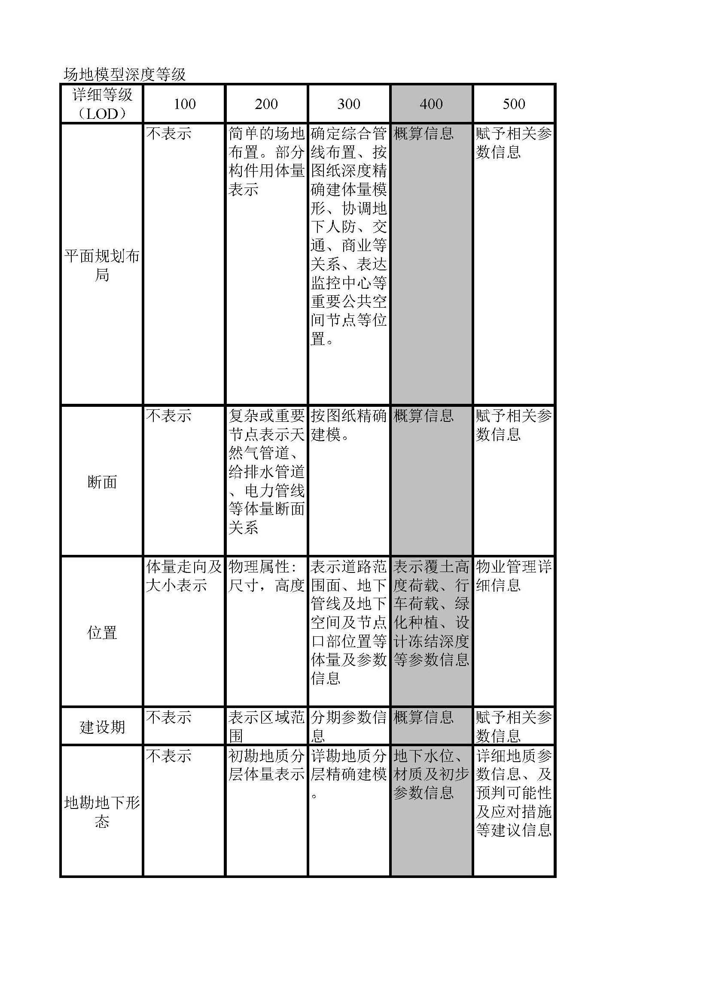 场地模型深度等级
详细等级
（LOD）
100
200
300
400
500
平面规划布
局
不表示
简单的场地
布置。部分
构件用体量
表示
确定综合管
线布置、按
图纸深度精
确建体量模
形、协调地
下人防、交
通、商业等
关系、表达
监控中心等
重要公共空
间节点等位
置。
概算信息
赋予相关参
数信息
断面
不表示
复杂或重要
节点表示天
然气管道、
给排水管道
、电力管线
等体量断面
关系
按图纸精确
建模。
概算信息
赋予相关参
数信息
位置
体量走向及
大小表示
物理属性：
尺寸，高度
表示道路范
围面、地下
管线及地下
空间及节点
口部位置等
体量及参数
信息
表示覆土高
度荷载、行
车荷载、绿
化种植、设
计冻结深度
等参数信息
物业管理详
细信息
建设期
不表示
表示区域范
围
分期参数信
息
概算信息
赋予相关参
数信息
地勘地下形
态
不表示
初勘地质分
层体量表示
详勘地质分
层精确建模
。
地下水位、
材质及初步
参数信息
详细地质参
数信息、及
预判可能性
及应对措施
等建议信息